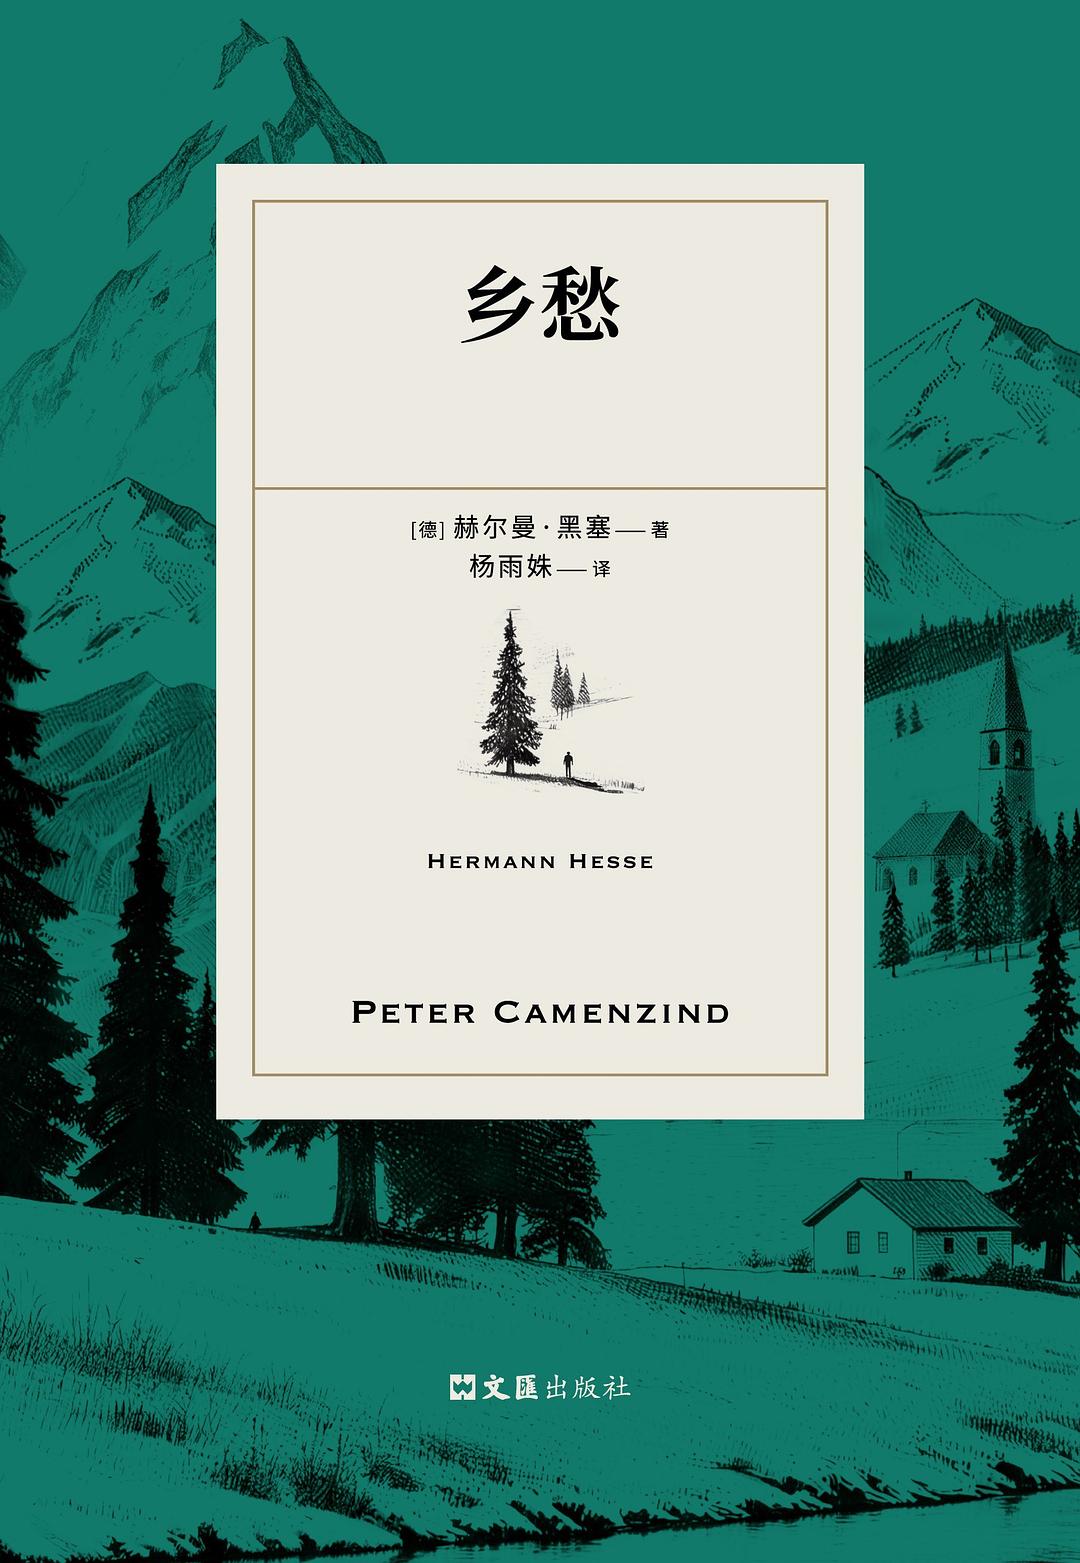 乡愁
[德] 赫尔曼·黑塞——著
杨雨姝——译
HERMANN HESSE
PETER CAMENZIND
文匯出版社